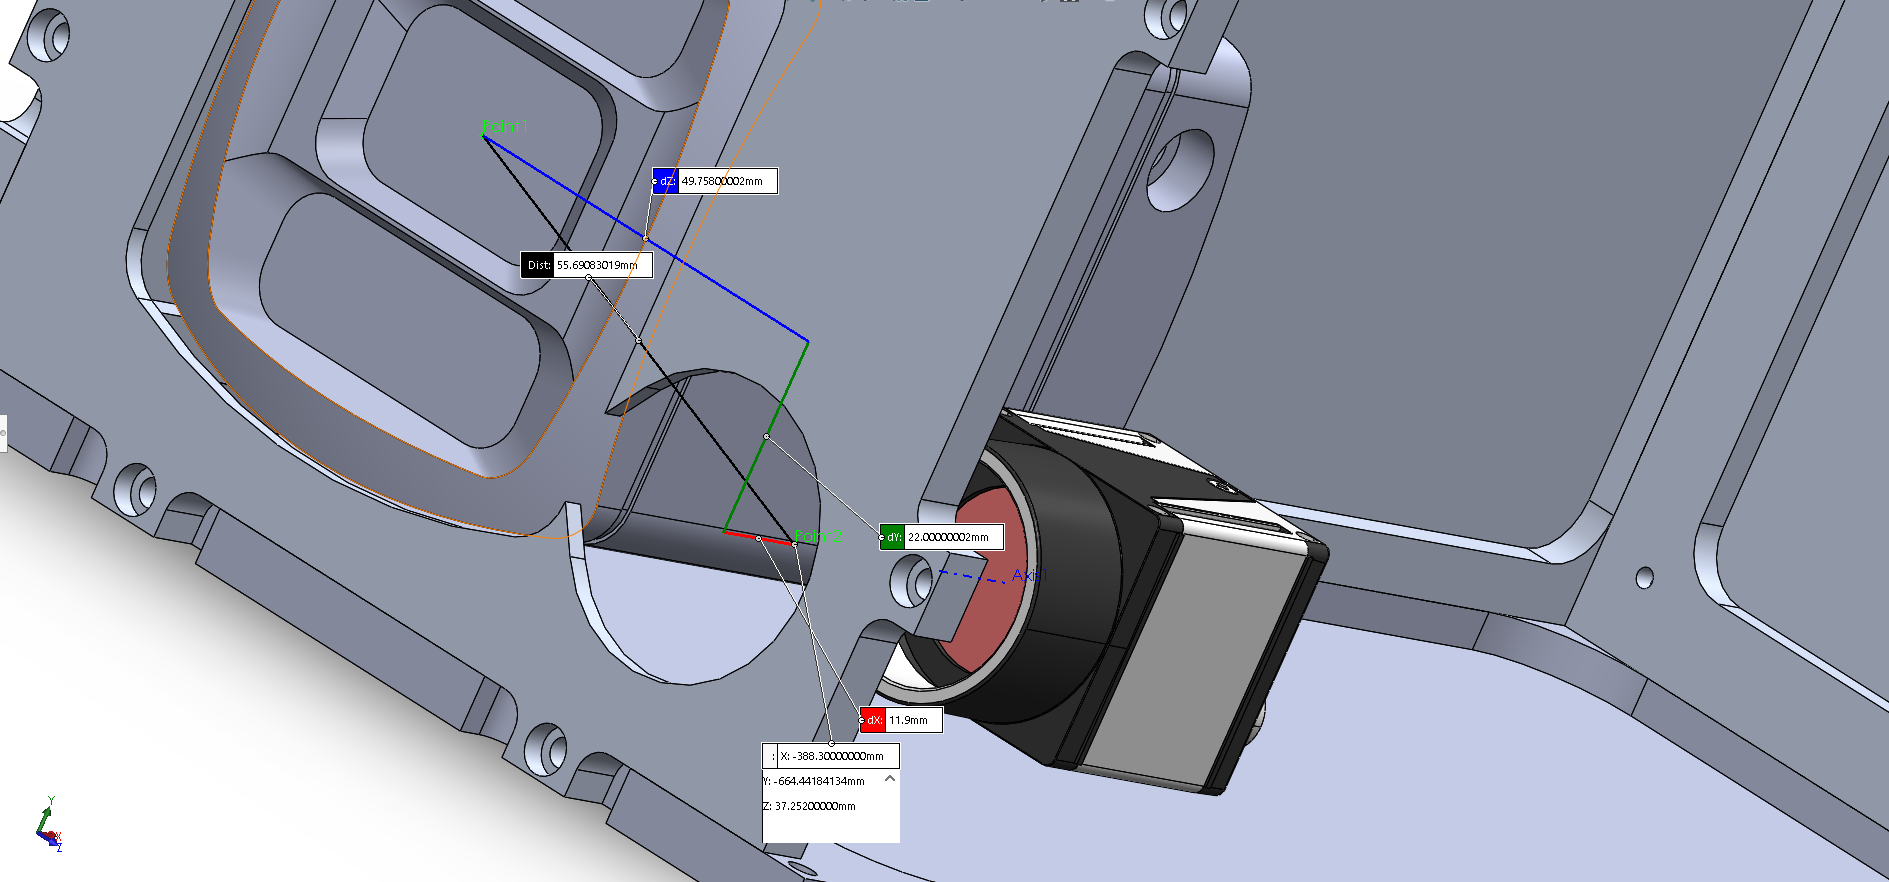 Point1
dZ: 49.75800002mm
Dist: 55.69083019mm
Point2
dY: 22.00000002mm
Axis1
dX: 11.9mm
: X: -388.30000000mm
Y: -664.44184134mm
Z: 37.25200000mm
Y
X
Z